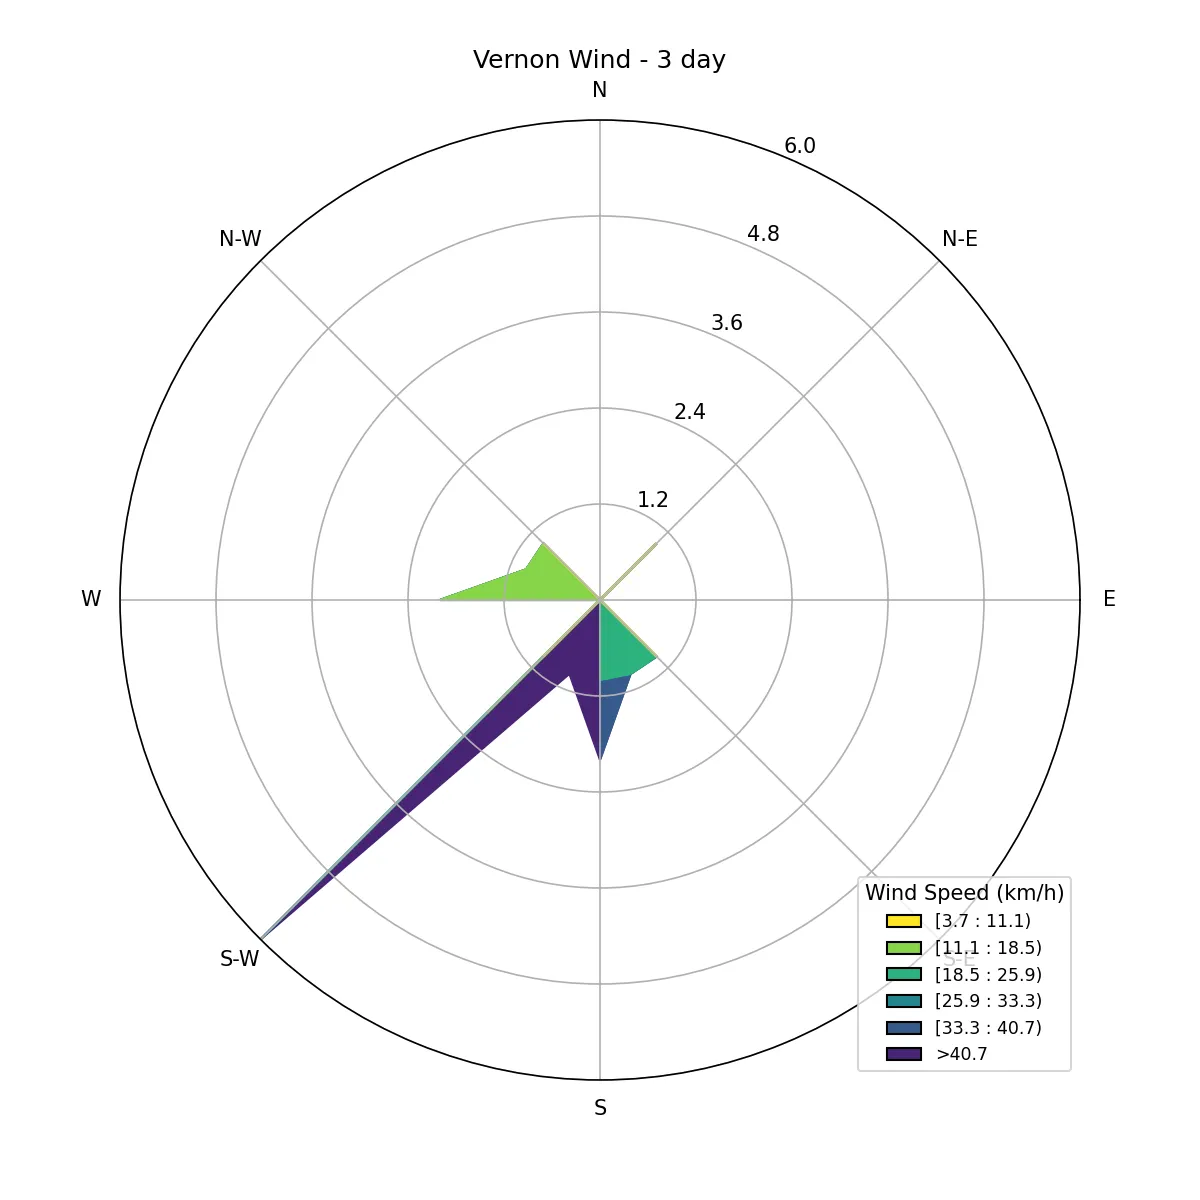 Vernon Wind - 3 day
N
6.0
4.8
N-W
N-E
3.6
2.4
1.2
W
E
S-W
S-E
S
Wind Speed (km/h)
[3.7 : 11.1)
[11.1 : 18.5)
[18.5 : 25.9)
[25.9 : 33.3)
[33.3 : 40.7)
>40.7